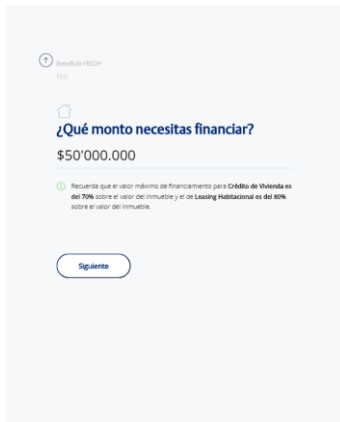 Beneficio FRECH
No
¿Qué monto necesitas financiar?
$50'000.000
Recuerda que el valor máximo de financiamiento para Crédito de Vivienda es
del 70% sobre el valor del inmueble y el de Leasing Habitacional es del 80%
sobre el valor del inmueble.
Siguiente